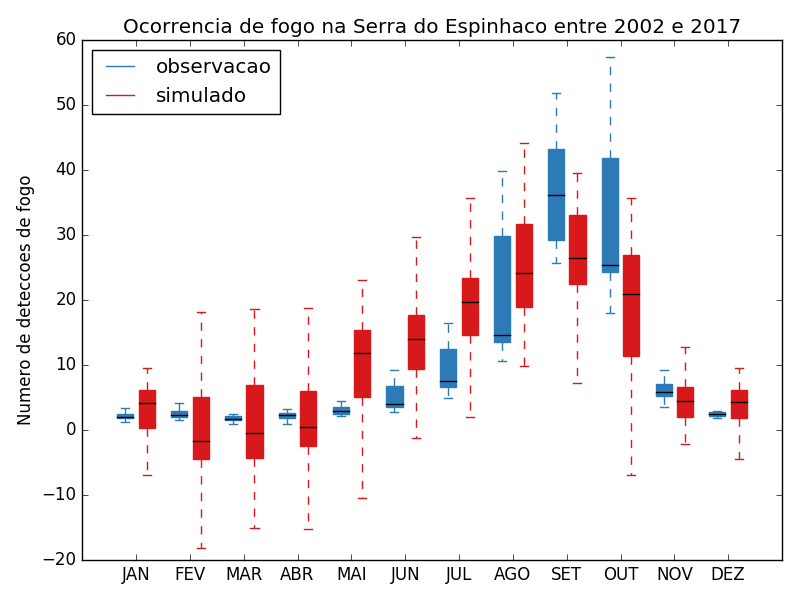 Ocorrencia de fogo na Serra do Espinhaco entre 2002 e 2017
observacao
simulado
Numero de deteccoes de fogo
60
50
40
30
20
10
0
−10
−20
JAN FEV MAR ABR MAI JUN JUL AGO SET OUT NOV DEZ